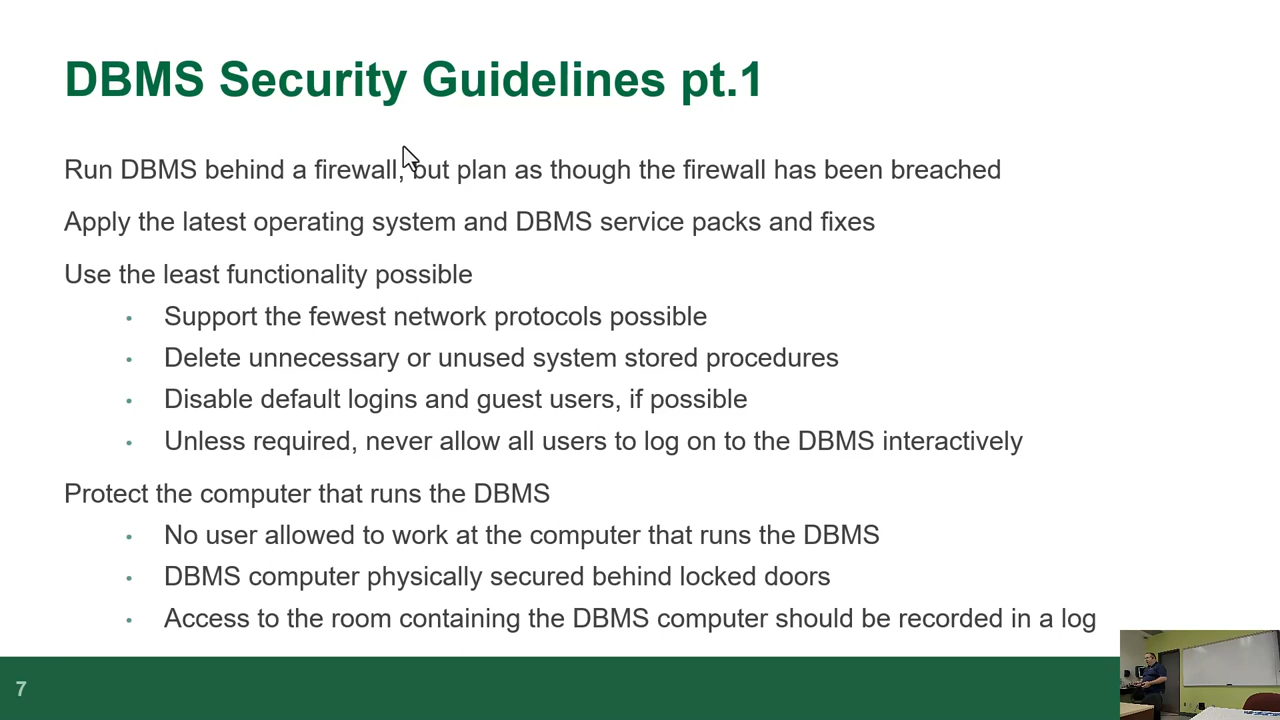 DBMS Security Guidelines pt.1
Run DBMS behind a firewall, but plan as though the firewall has been breached
Apply the latest operating system and DBMS service packs and fixes
Use the least functionality possible
• Support the fewest network protocols possible
• Delete unnecessary or unused system stored procedures
• Disable default logins and guest users, if possible
• Unless required, never allow all users to log on to the DBMS interactively
Protect the computer that runs the DBMS
• No user allowed to work at the computer that runs the DBMS
• DBMS computer physically secured behind locked doors
• Access to the room containing the DBMS computer should be recorded in a log
7